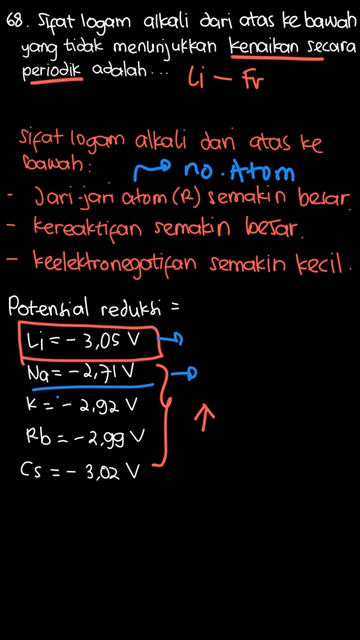 68. Sifat logam alkali dari atas ke bawah
yang tidak menunjukkan kenaikan secara
periodik adalah...
Li - Fr
Sifat logam alkali dari atas ke
bawah:
no. Atom
- Jari-jari atom (R) semakin besar.
- kereaktifan semakin besar.
- keelektronegatifan semakin kecil.
Potensial reduksi =
Li = - 3,05 V
Na = - 2,71 V
K = - 2,92 V
Rb = - 2,99 V
Cs = - 3,02 V